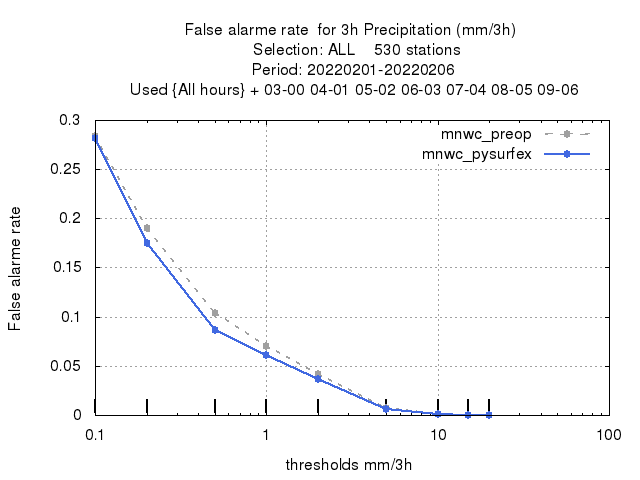 False alarme rate  for 3h Precipitation (mm/3h)
Selection: ALL    530 stations
Period: 20220201-20220206
Used {All hours} + 03-00 04-01 05-02 06-03 07-04 08-05 09-06
0.3
mnwc_preop
mnwc_pysurfex
0.25
0.2
0.15
0.1
0.05
0
False alarme rate
0.1 1 10 100
thresholds mm/3h